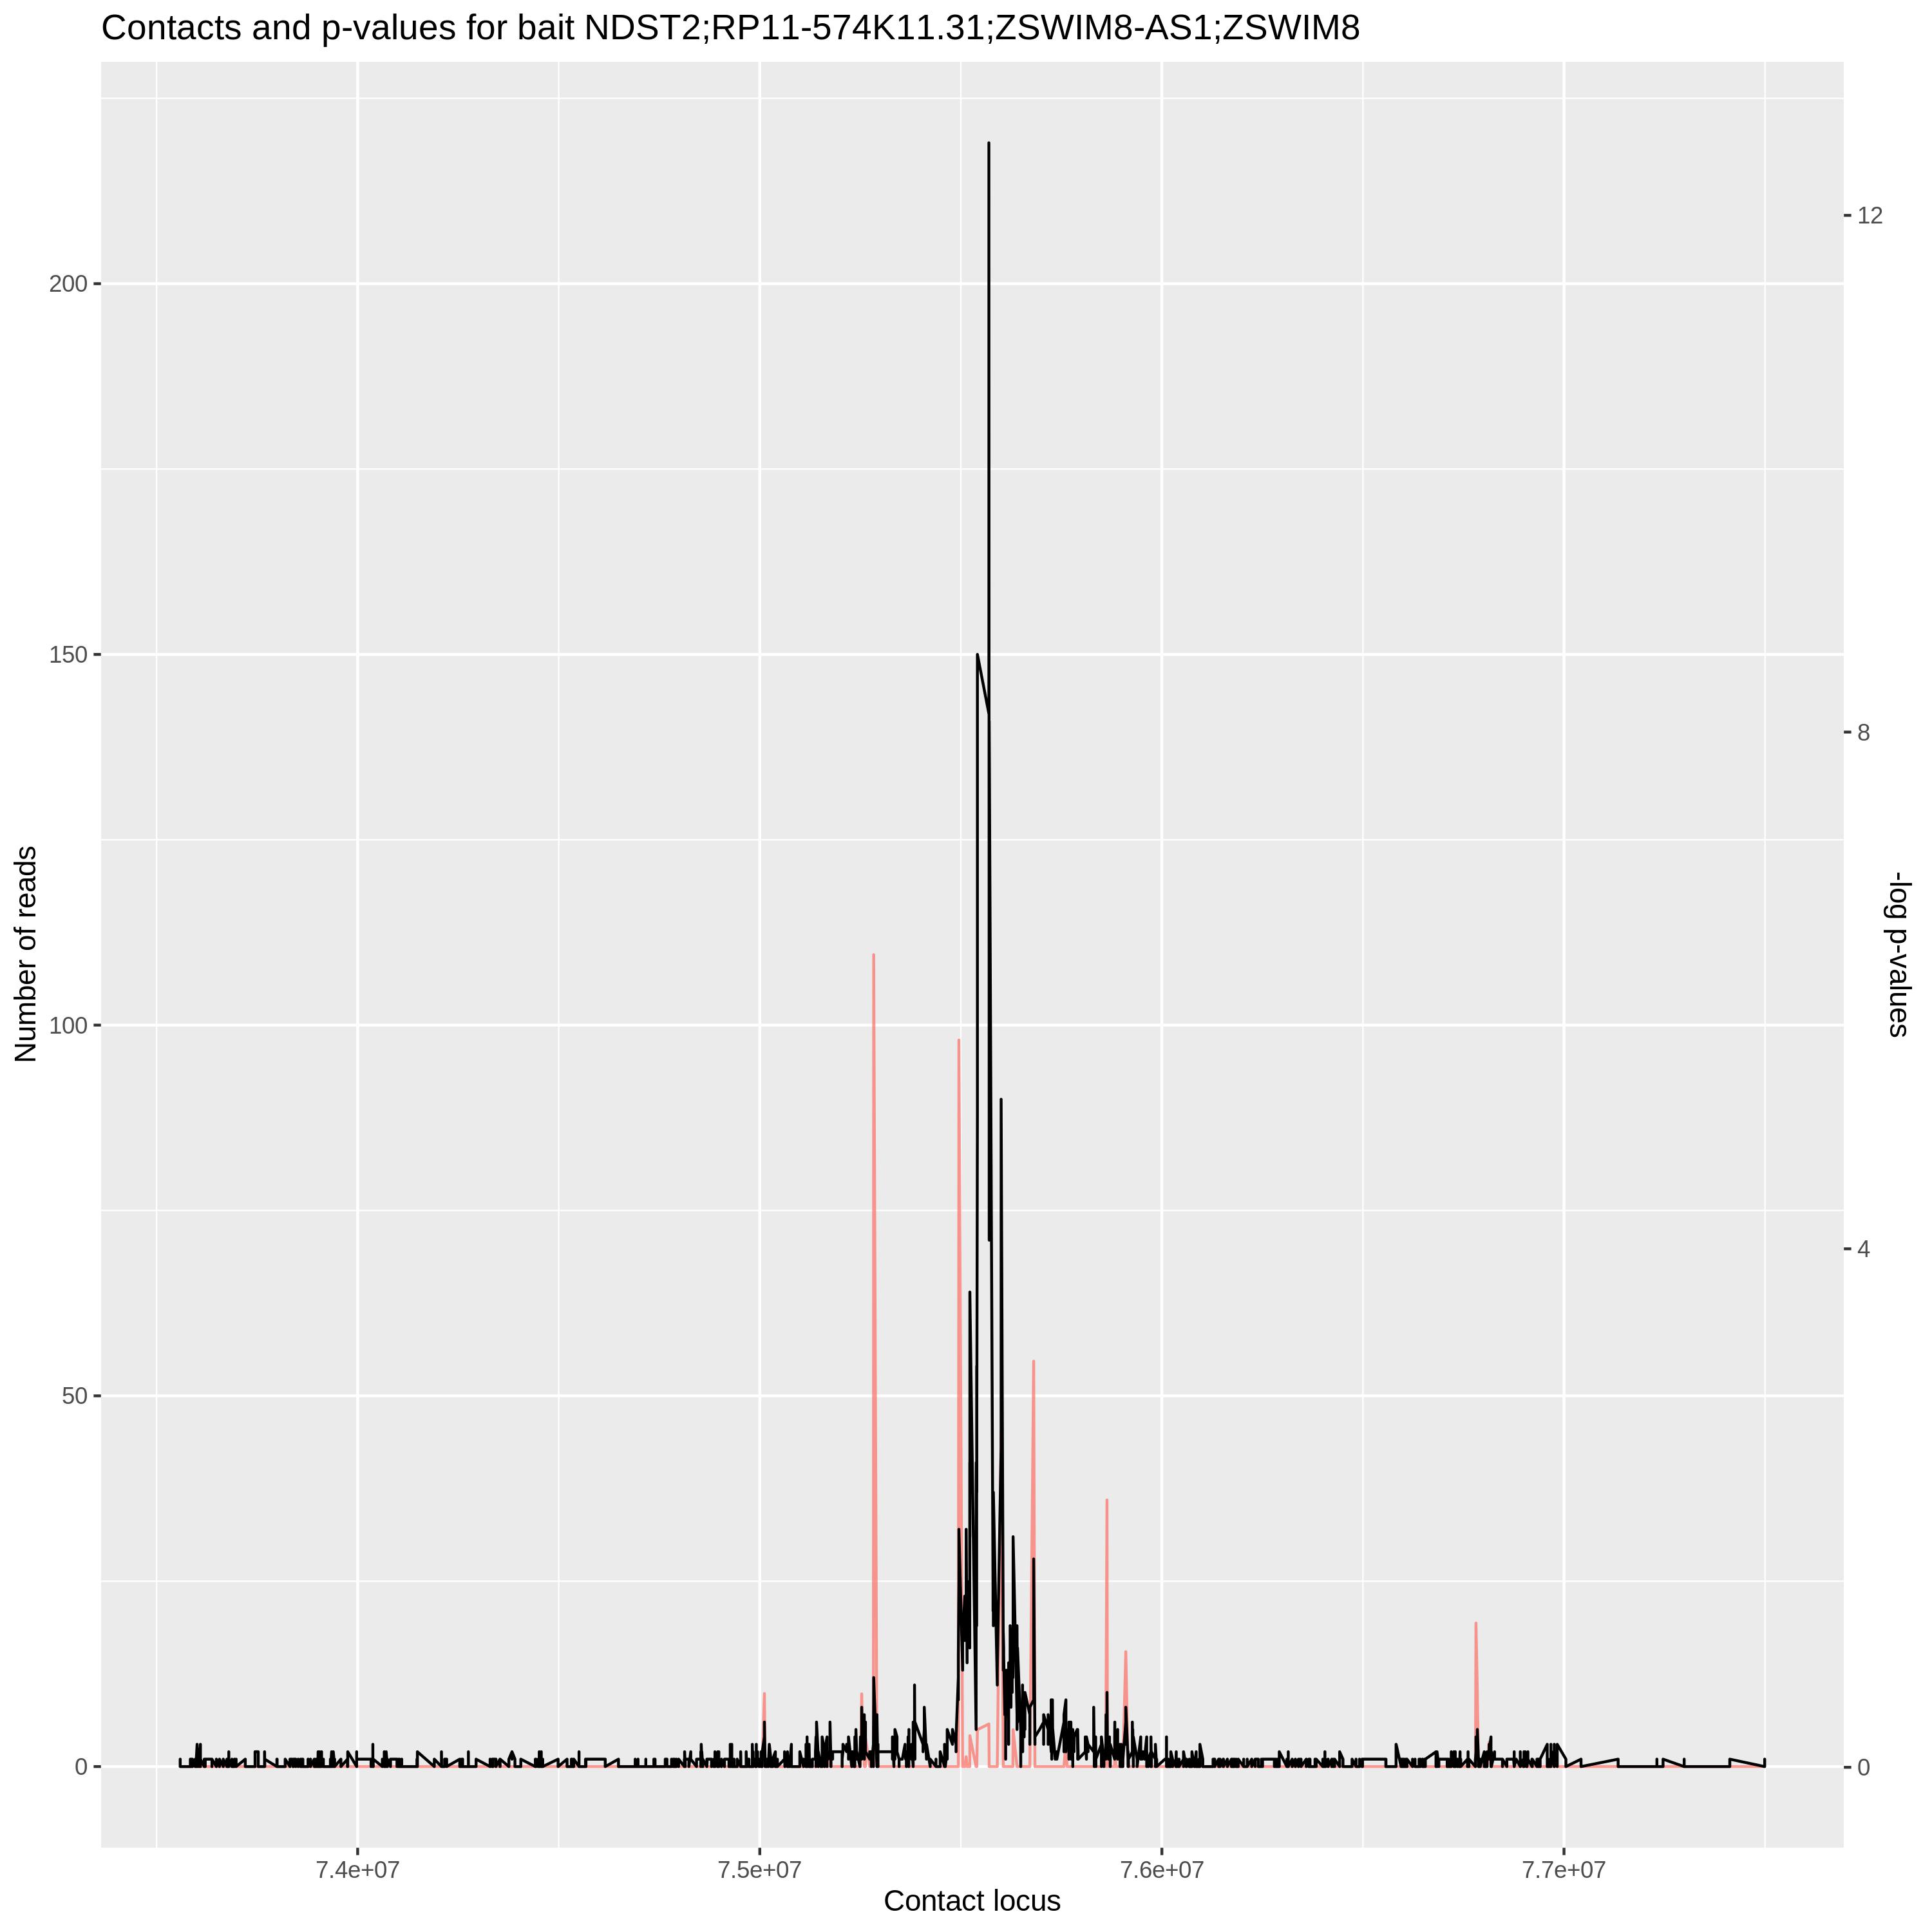 Contacts and p-values for bait NDST2;RP11-574K11.31;ZSWIM8-AS1;ZSWIM8
12
200
150
8
Number of reads
-log p-values
100
4
50
0
0
7.4e+07 7.5e+07 7.6e+07 7.7e+07
Contact locus